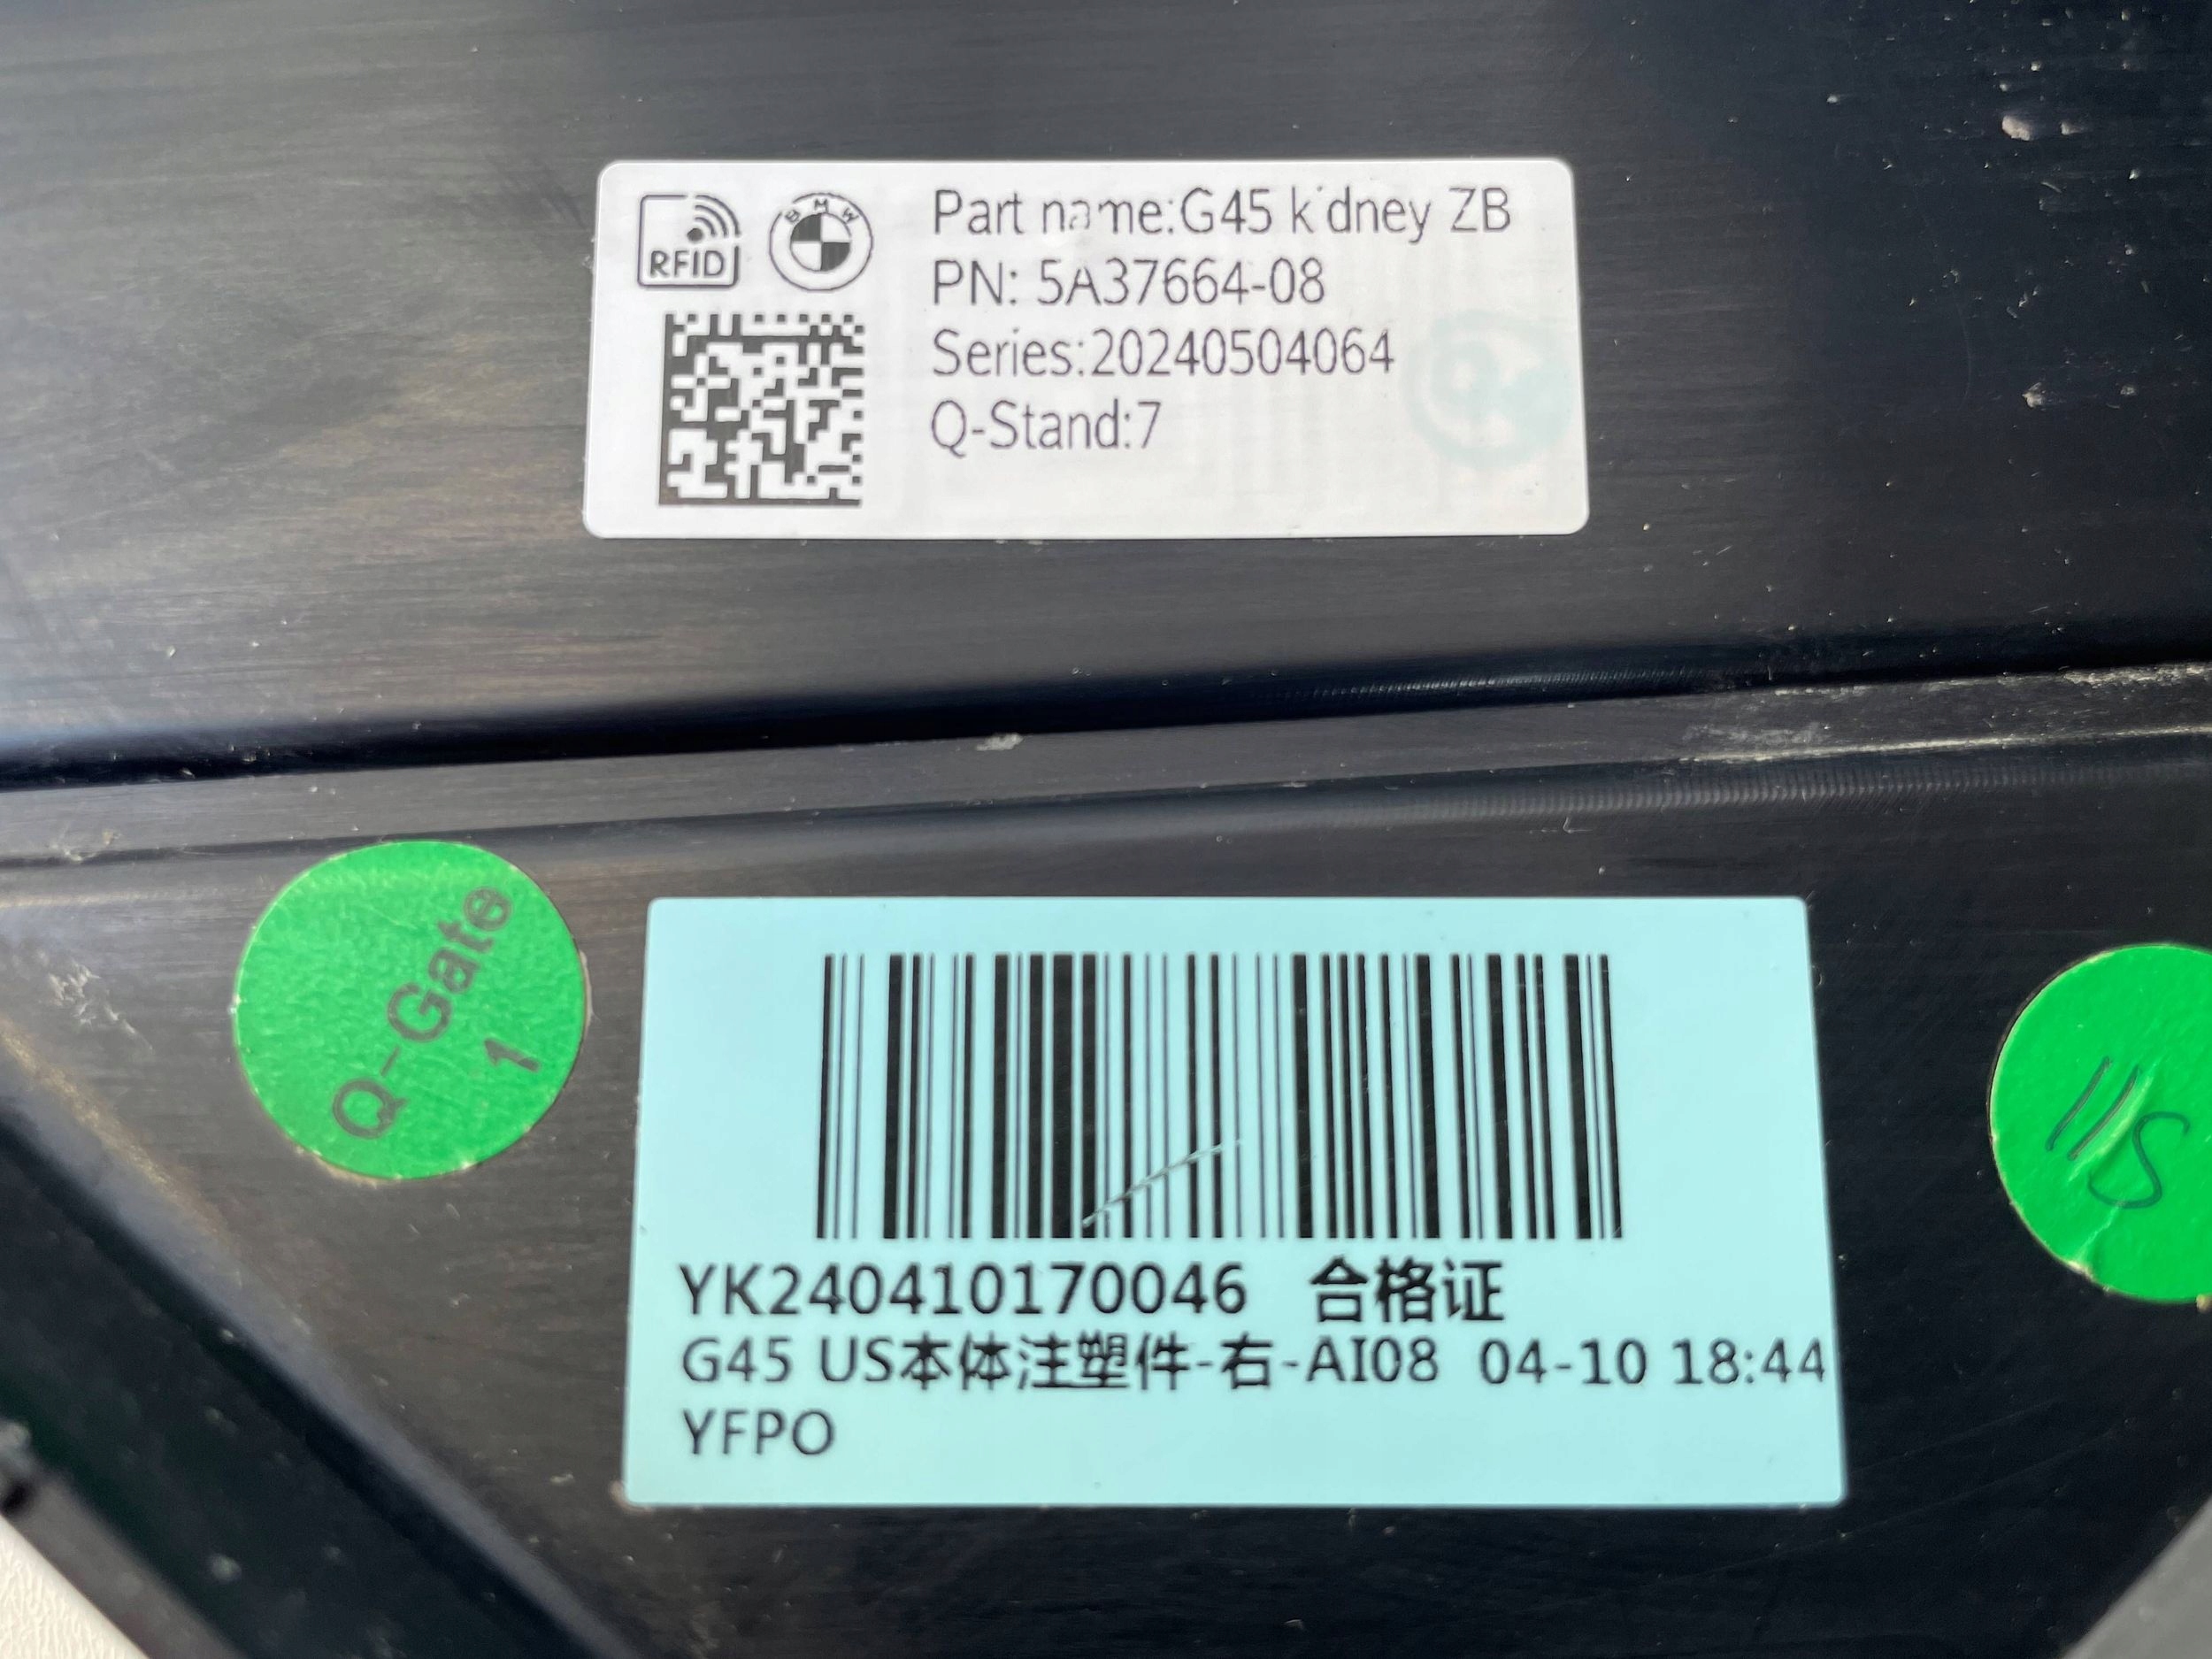 RFID
BMW
Part name:G45 kidney ZB
PN: 5A37664-08
Series:20240504064
Q-Stand:7
Q-Gate
1
YK240410170046 合格证
G45 US本体注塑件-右-AI08 04-10 18:44
YFPO